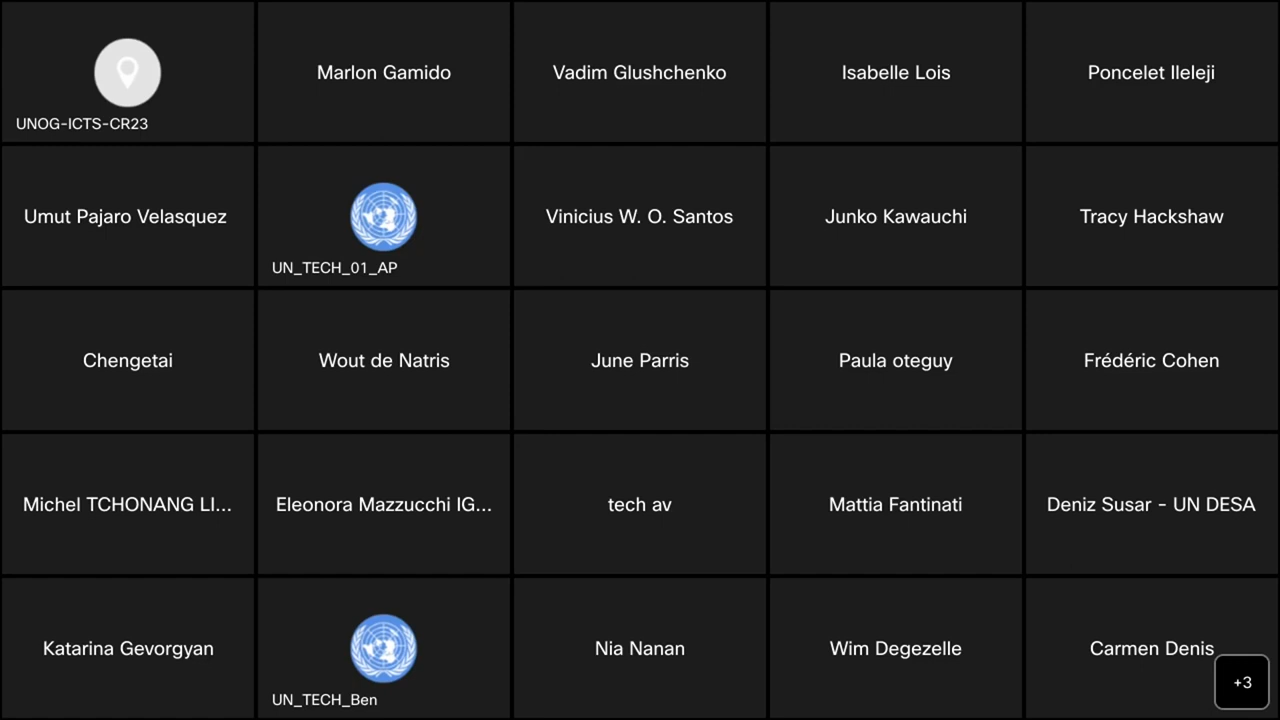 UNOG-ICTS-CR23
Marlon Gamido
Vadim Glushchenko
Isabelle Lois
Poncelet Ileleji
Umut Pajaro Velasquez
UN_TECH_01_AP
Vinicius W. O. Santos
Junko Kawauchi
Tracy Hackshaw
Chengetai
Wout de Natris
June Parris
Paula oteguy
Frédéric Cohen
Michel TCHONANG LI...
Eleonora Mazzucchi IG...
tech av
Mattia Fantinati
Deniz Susar - UN DESA
Katarina Gevorgyan
UN_TECH_Ben
Nia Nanan
Wim Degezelle
Carmen Denis
+3